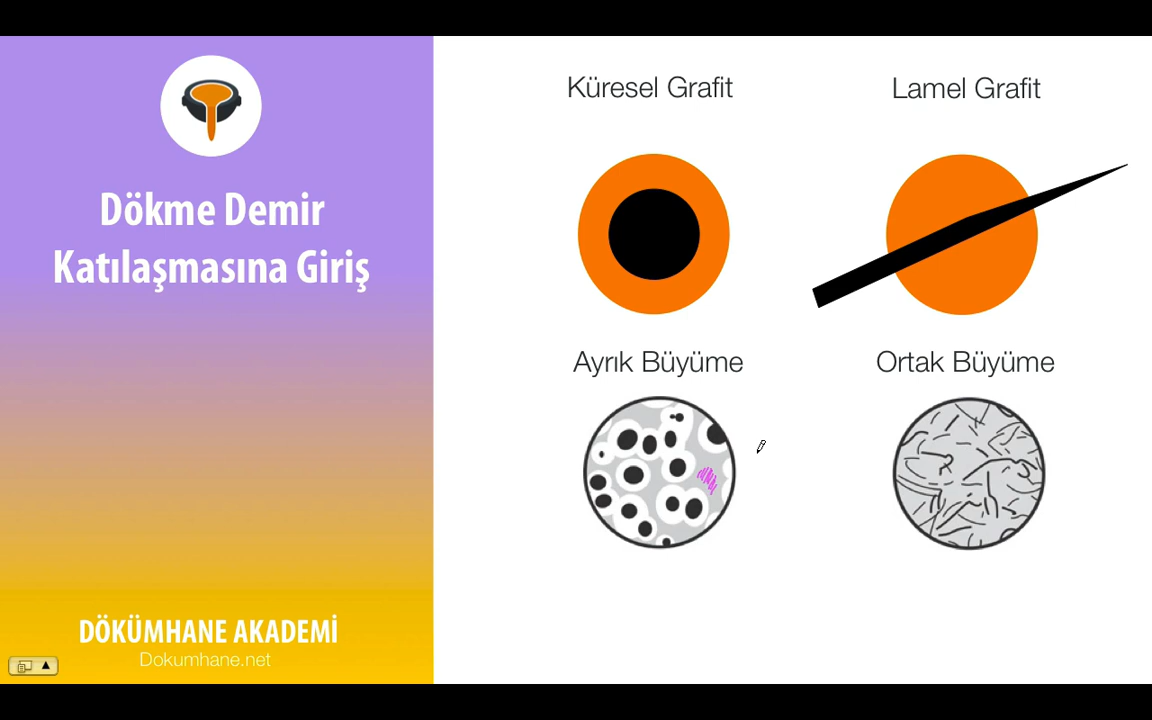 Dökme Demir
Katılaşmasına Giriş
DÖKÜMHANE AKADEMİ
Dokumhane.net
Küresel Grafit
Lamel Grafit
Ayrık Büyüme
Ortak Büyüme